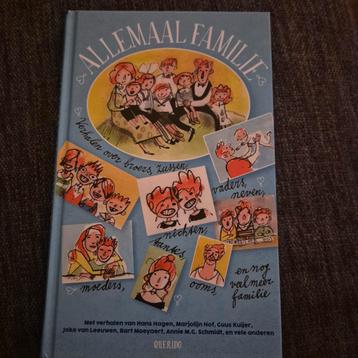 ALLEMAAL FAMILIE
Verhalen over broers, zussen,
vaders, neven,
nichten,
tantes,
moeders,
ooms,
en nog
veel meer
familie
Met verhalen van Hans Hagen, Marjolijn Hof, Guus Kuijer,
Joke van Leeuwen, Bart Moeyaert, Annie M.G. Schmidt, en vele anderen
QUERIDO